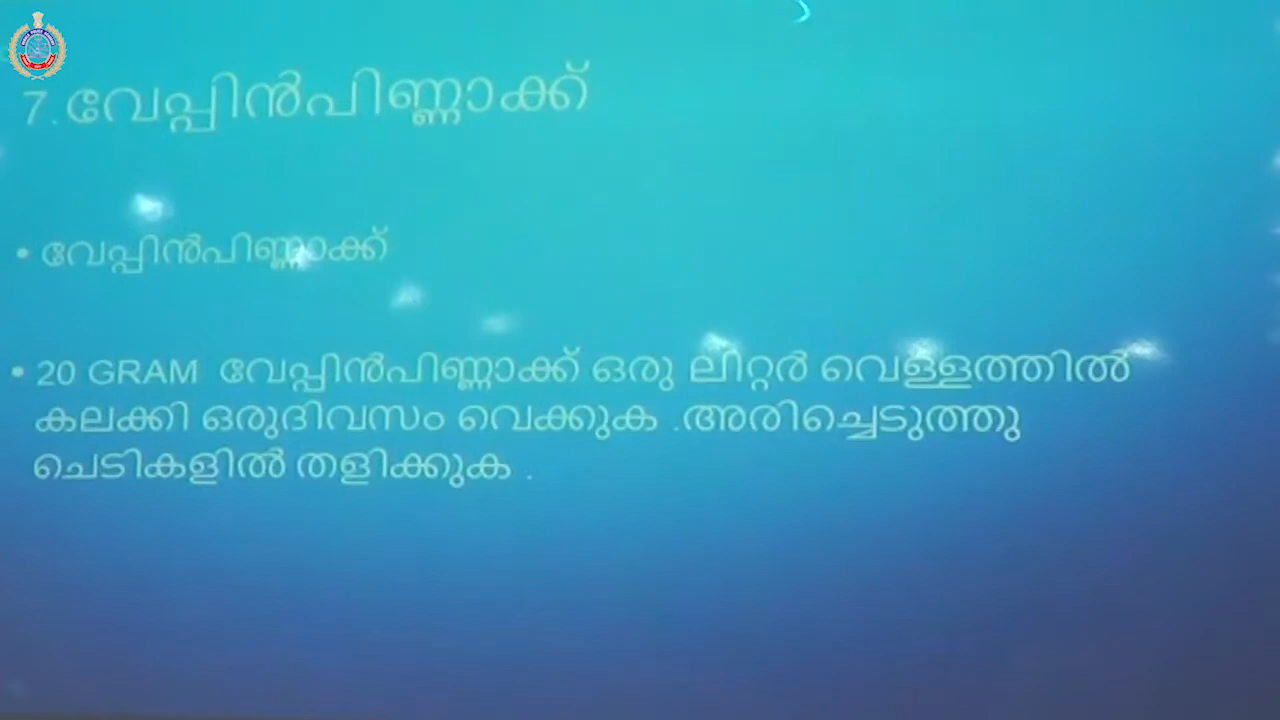 7.വേപ്പിൻപിണ്ണാക്ക്
• വേപ്പിൻപിണ്ണാക്ക്
• 20 GRAM വേപ്പിൻപിണ്ണാക്ക് ഒരു ലിറ്റർ വെള്ളത്തിൽ
കലക്കി ഒരുദിവസം വെക്കുക .അരിച്ചെടുത്തു
ചെടികളിൽ തളിക്കുക .